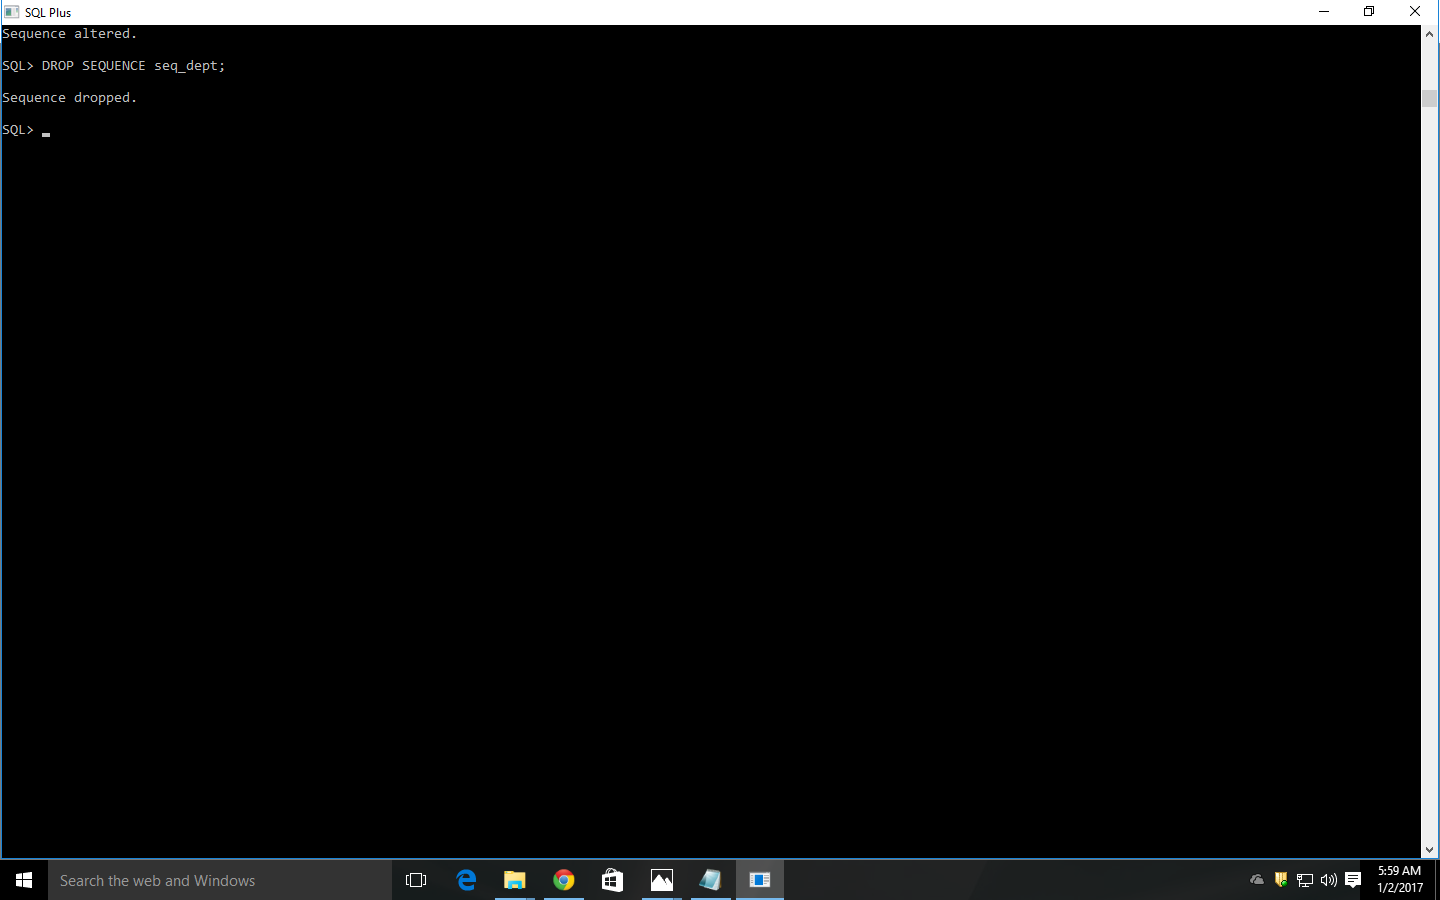 SQL Plus
Sequence altered.
SQL> DROP SEQUENCE seq_dept;
Sequence dropped.
SQL>
Search the web and Windows
5:59 AM
1/2/2017